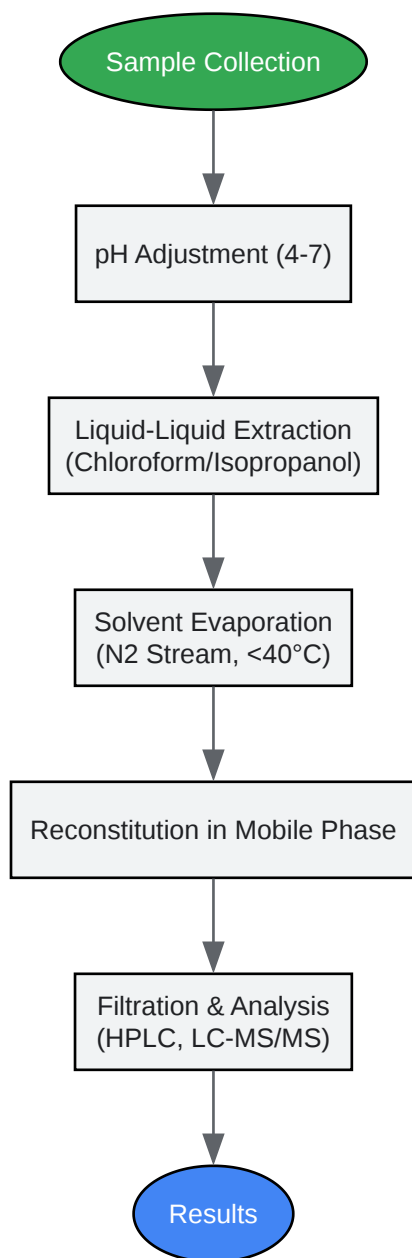 Sample Collection
pH Adjustment (4-7)
Liquid-Liquid Extraction
(Chloroform/Isopropanol)
Solvent Evaporation
(N2 Stream, <40°C)
Reconstitution in Mobile Phase
Filtration & Analysis
(HPLC, LC-MS/MS)
Results